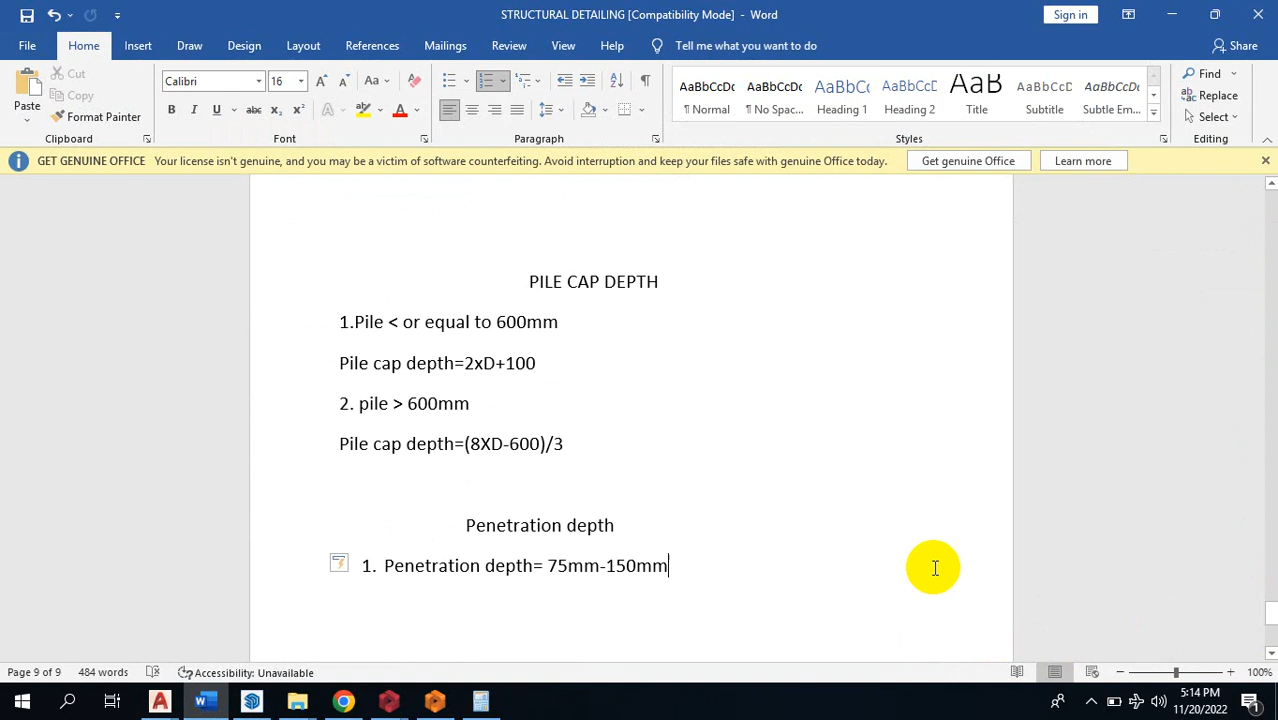 STRUCTURAL DETAILING [Compatibility Mode] - Word
Sign in
File Home Insert Draw Design Layout References Mailings Review View Help Tell me what you want to do Share
Paste Cut Copy Format Painter Clipboard
Calibri 16 Aa B I U abc x₂ x² A A Font
Paragraph
AaBbCcDc ¶ Normal
AaBbCcDc ¶ No Spac...
AaBbCc Heading 1
AaBbCcD Heading 2
AaB Title
AaBbCcD Subtitle
AaBbCcDc Subtle Em...
Styles
Find Replace Select Editing
GET GENUINE OFFICE Your license isn't genuine, and you may be a victim of software counterfeiting. Avoid interruption and keep your files safe with genuine Office today. Get genuine Office Learn more
PILE CAP DEPTH
1.Pile < or equal to 600mm
Pile cap depth=2xD+100
2. pile > 600mm
Pile cap depth=(8XD-600)/3
Penetration depth
1. Penetration depth= 75mm-150mm
Page 9 of 9 484 words Accessibility: Unavailable 100%
5:14 PM
11/20/2022